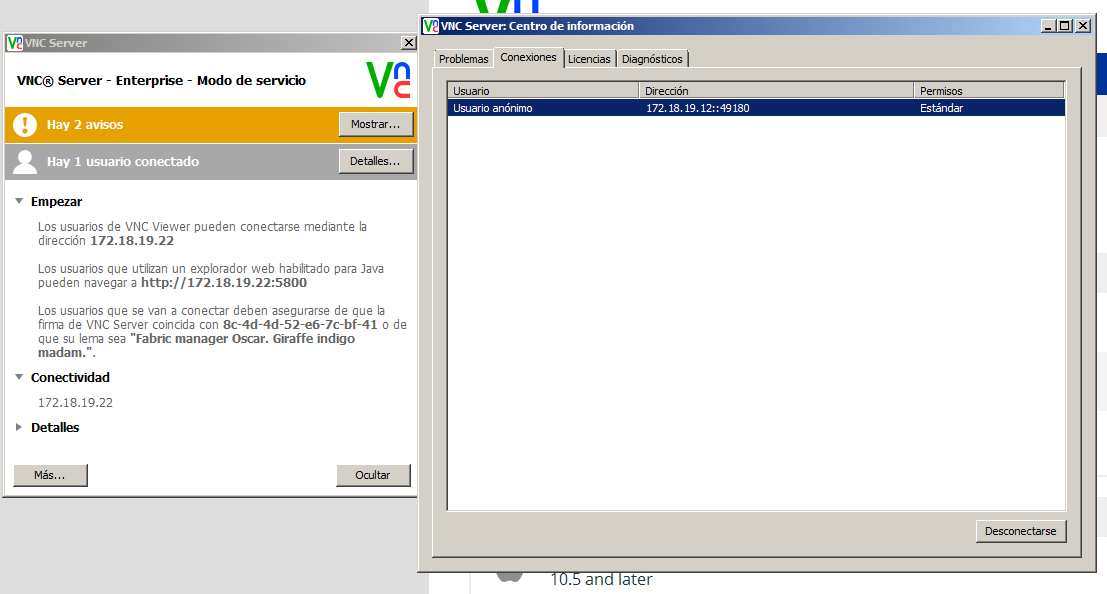 VNC Server
VNC® Server - Enterprise - Modo de servicio
Hay 2 avisos
Mostrar...
Hay 1 usuario conectado
Detalles...
Empezar
Los usuarios de VNC Viewer pueden conectarse mediante la
dirección 172.18.19.22
Los usuarios que utilizan un explorador web habilitado para Java
pueden navegar a http://172.18.19.22:5800
Los usuarios que se van a conectar deben asegurarse de que la
firma de VNC Server coincida con 8c-4d-4d-52-e6-7c-bf-41 o de
que su lema sea "Fabric manager Oscar. Giraffe indigo
madam.".
Conectividad
172.18.19.22
Detalles
Más...
Ocultar
VNC Server: Centro de información
Problemas
Conexiones
Licencias
Diagnósticos
Usuario
Dirección
Permisos
Usuario anónimo
172.18.19.12::49180
Estándar
Desconectarse
10.5 and later